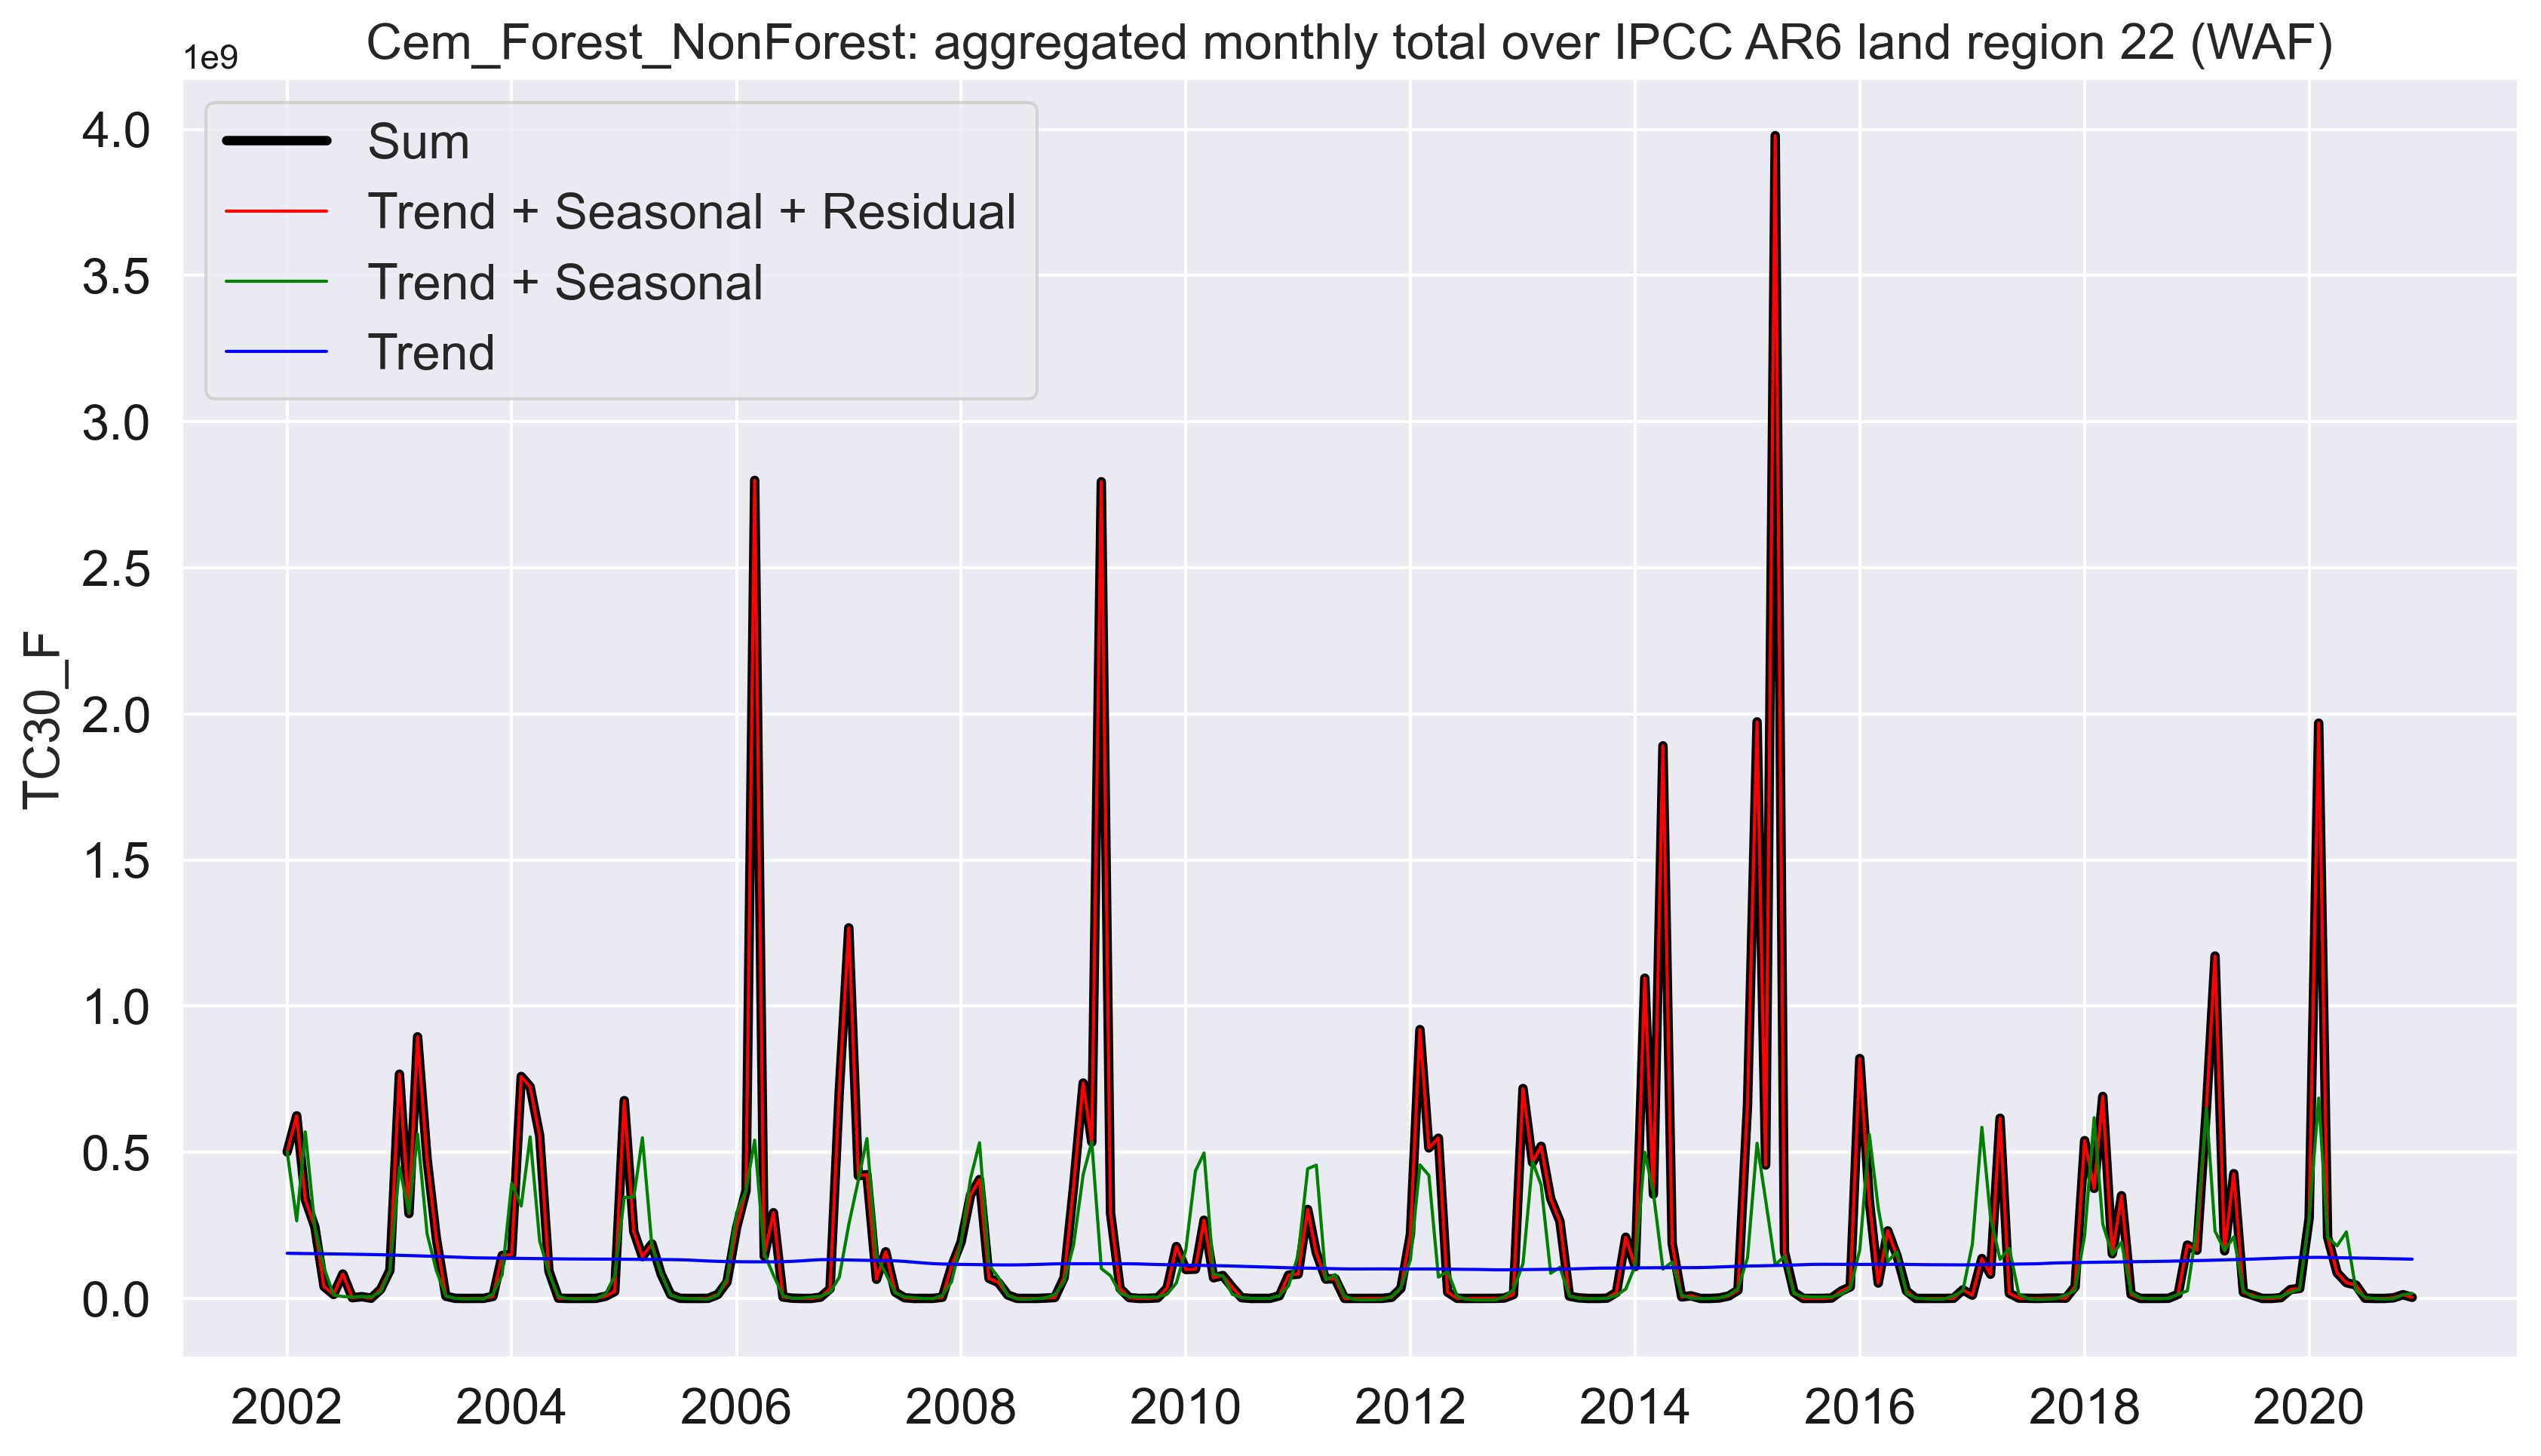 Cem_Forest_NonForest: aggregated monthly total over IPCC AR6 land region 22 (WAF)
1e9
Sum
Trend + Seasonal + Residual
Trend + Seasonal
Trend
TC30_F
4.0
3.5
3.0
2.5
2.0
1.5
1.0
0.5
0.0
2002 2004 2006 2008 2010 2012 2014 2016 2018 2020